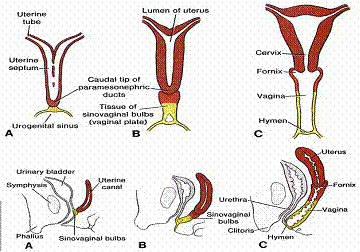 Uterine
tube
Uterine
septum
Caudal tip of
paramesonephric
ducts
Tissue of
sinovaginal bulbs
(vaginal plate)
Urogenital sinus
A
Lumen of uterus
B
Cervix
Fornix
Vagina
Hymen
C
Urinary bladder
Symphysis
Uterine
canal
Phallus
Sinovaginal bulbs
A
B
Uterus
Fornix
Urethra
Sinovaginal
bulbs
Clitoris
Vagina
Hymen
C